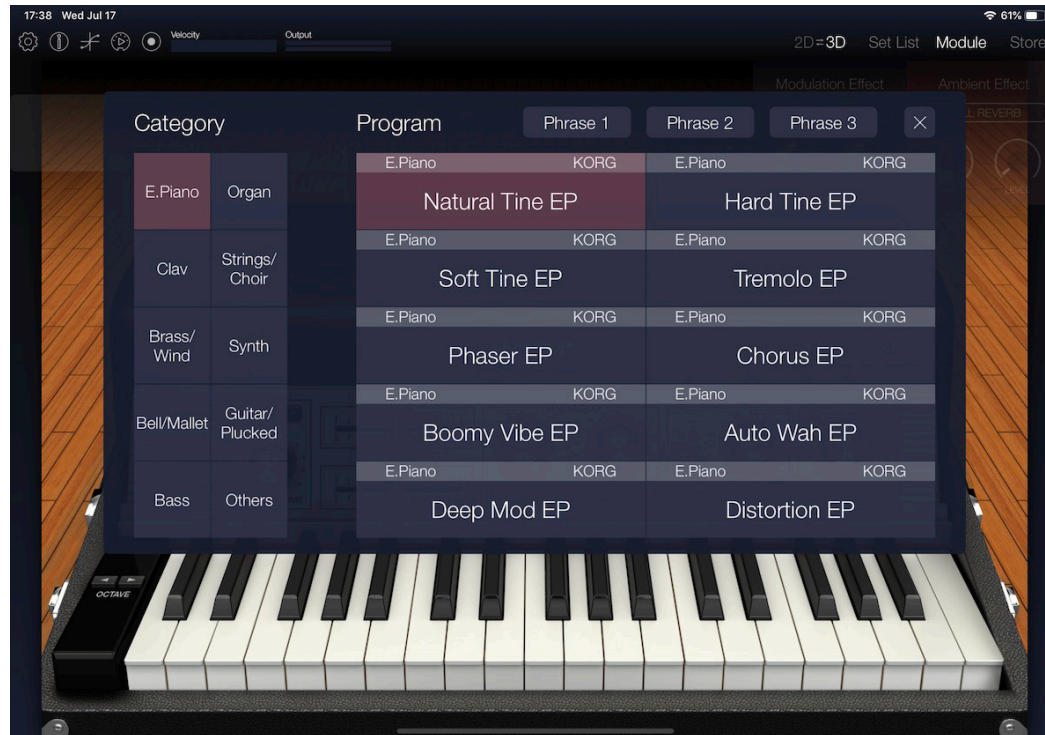 17:38 Wed Jul 17
61%
Velocity
Output
2D=3D Set List Module Store
Modulation Effect Ambient Effect
REVERB
LEVEL
Category
Program
Phrase 1 Phrase 2 Phrase 3
E.Piano Organ
Clav Strings/
Choir
Brass/
Wind Synth
Bell/Mallet Guitar/
Plucked
Bass Others
E.Piano KORG E.Piano KORG
Natural Tine EP Hard Tine EP
E.Piano KORG E.Piano KORG
Soft Tine EP Tremolo EP
E.Piano KORG E.Piano KORG
Phaser EP Chorus EP
E.Piano KORG E.Piano KORG
Boomy Vibe EP Auto Wah EP
E.Piano KORG E.Piano KORG
Deep Mod EP Distortion EP
OCTAVE